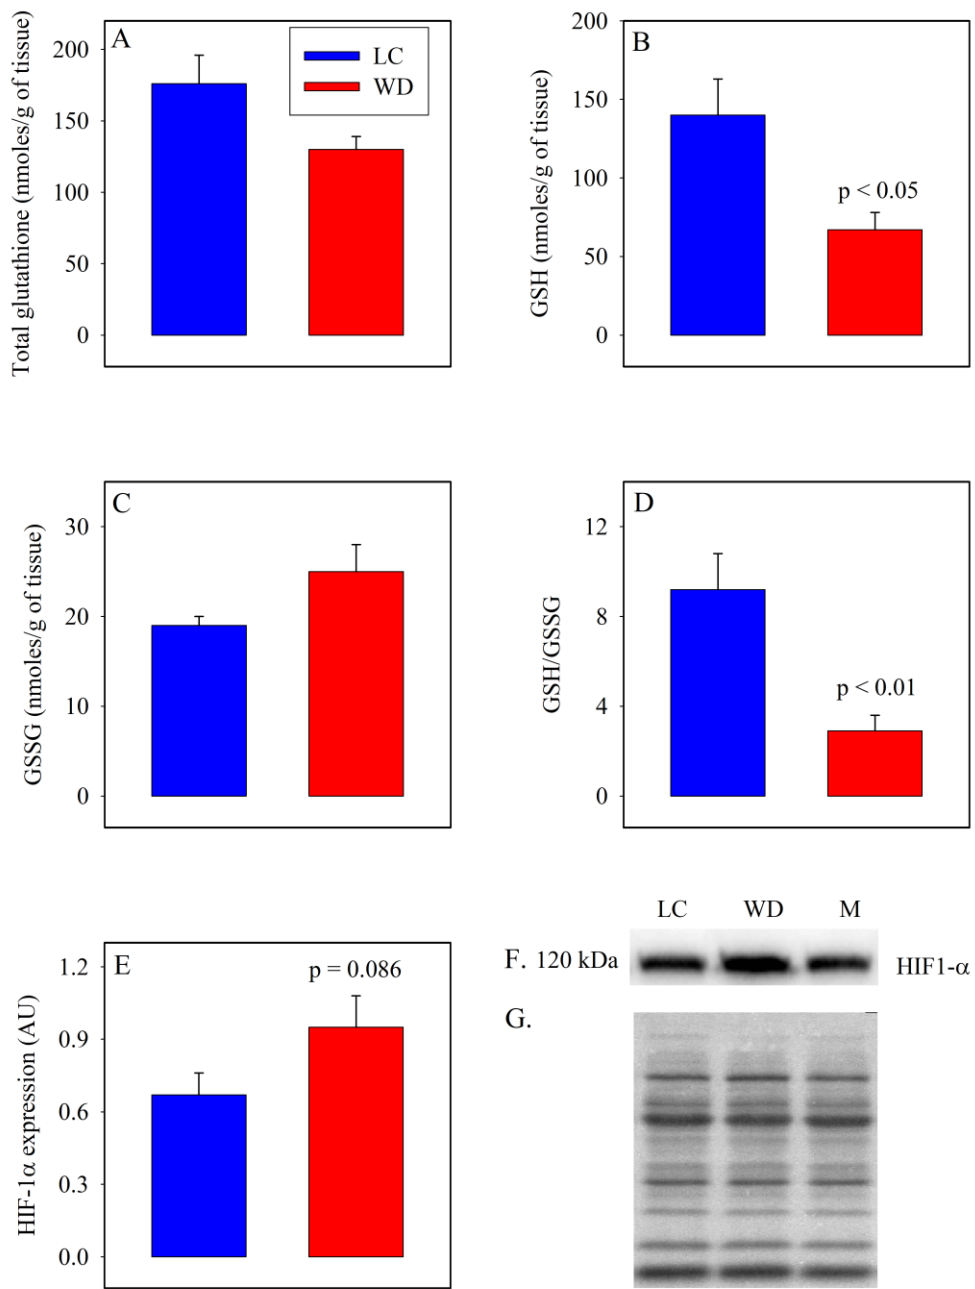 A
LC
WD
Total glutathione (nmoles/g of tissue)
200
150
100
50
0
B
GSH (nmoles/g of tissue)
200
150
100
50
0
p < 0.05
C
GSSG (nmoles/g of tissue)
30
20
10
0
D
GSH/GSSG
12
8
4
0
p < 0.01
E
HIF-1α expression (AU)
1.2
0.9
0.6
0.3
0.0
p = 0.086
LC WD M
F. 120 kDa HIF1-α
G.